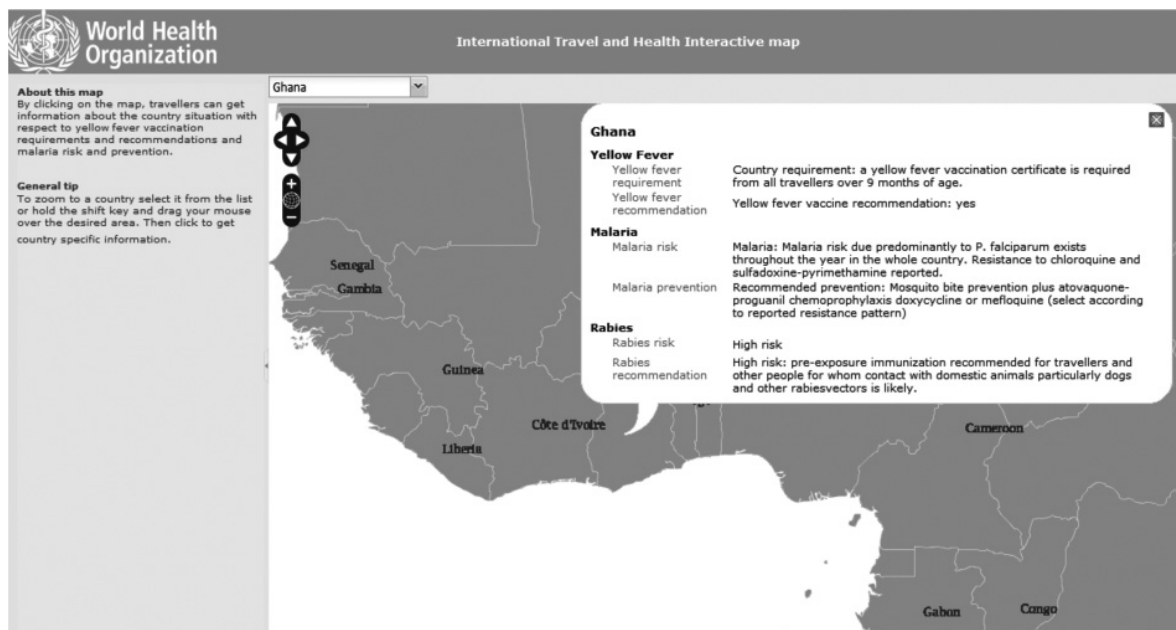 World Health
Organization
International Travel and Health Interactive map
About this map
By clicking on the map, travellers can get
information about the country situation with
respect to yellow fever vaccination
requirements and recommendations and
malaria risk and prevention.
General tip
To zoom to a country select it from the list
or hold the shift key and drag your mouse
over the desired area. Then click to get
country specific information.
Ghana
Ghana
Yellow Fever
Yellow fever
requirement
Country requirement: a yellow fever vaccination certificate is required
from all travellers over 9 months of age.
Yellow fever
recommendation
Yellow fever vaccine recommendation: yes
Malaria
Malaria risk
Malaria: Malaria risk due predominantly to P. falciparum exists
throughout the year in the whole country. Resistance to chloroquine and
sulfadoxine-pyrimethamine reported.
Malaria prevention
Recommended prevention: Mosquito bite prevention plus atovaquone-
proguanil chemoprophylaxis doxycycline or mefloquine (select according
to reported resistance pattern)
Rabies
Rabies risk
High risk
Rabies
recommendation
High risk: pre-exposure immunization recommended for travellers and
other people for whom contact with domestic animals particularly dogs
and other rabiesvectors is likely.
Senegal
Gambia
Guinea
Côte d'Ivoire
Liberia
Cameroon
Gabon
Congo